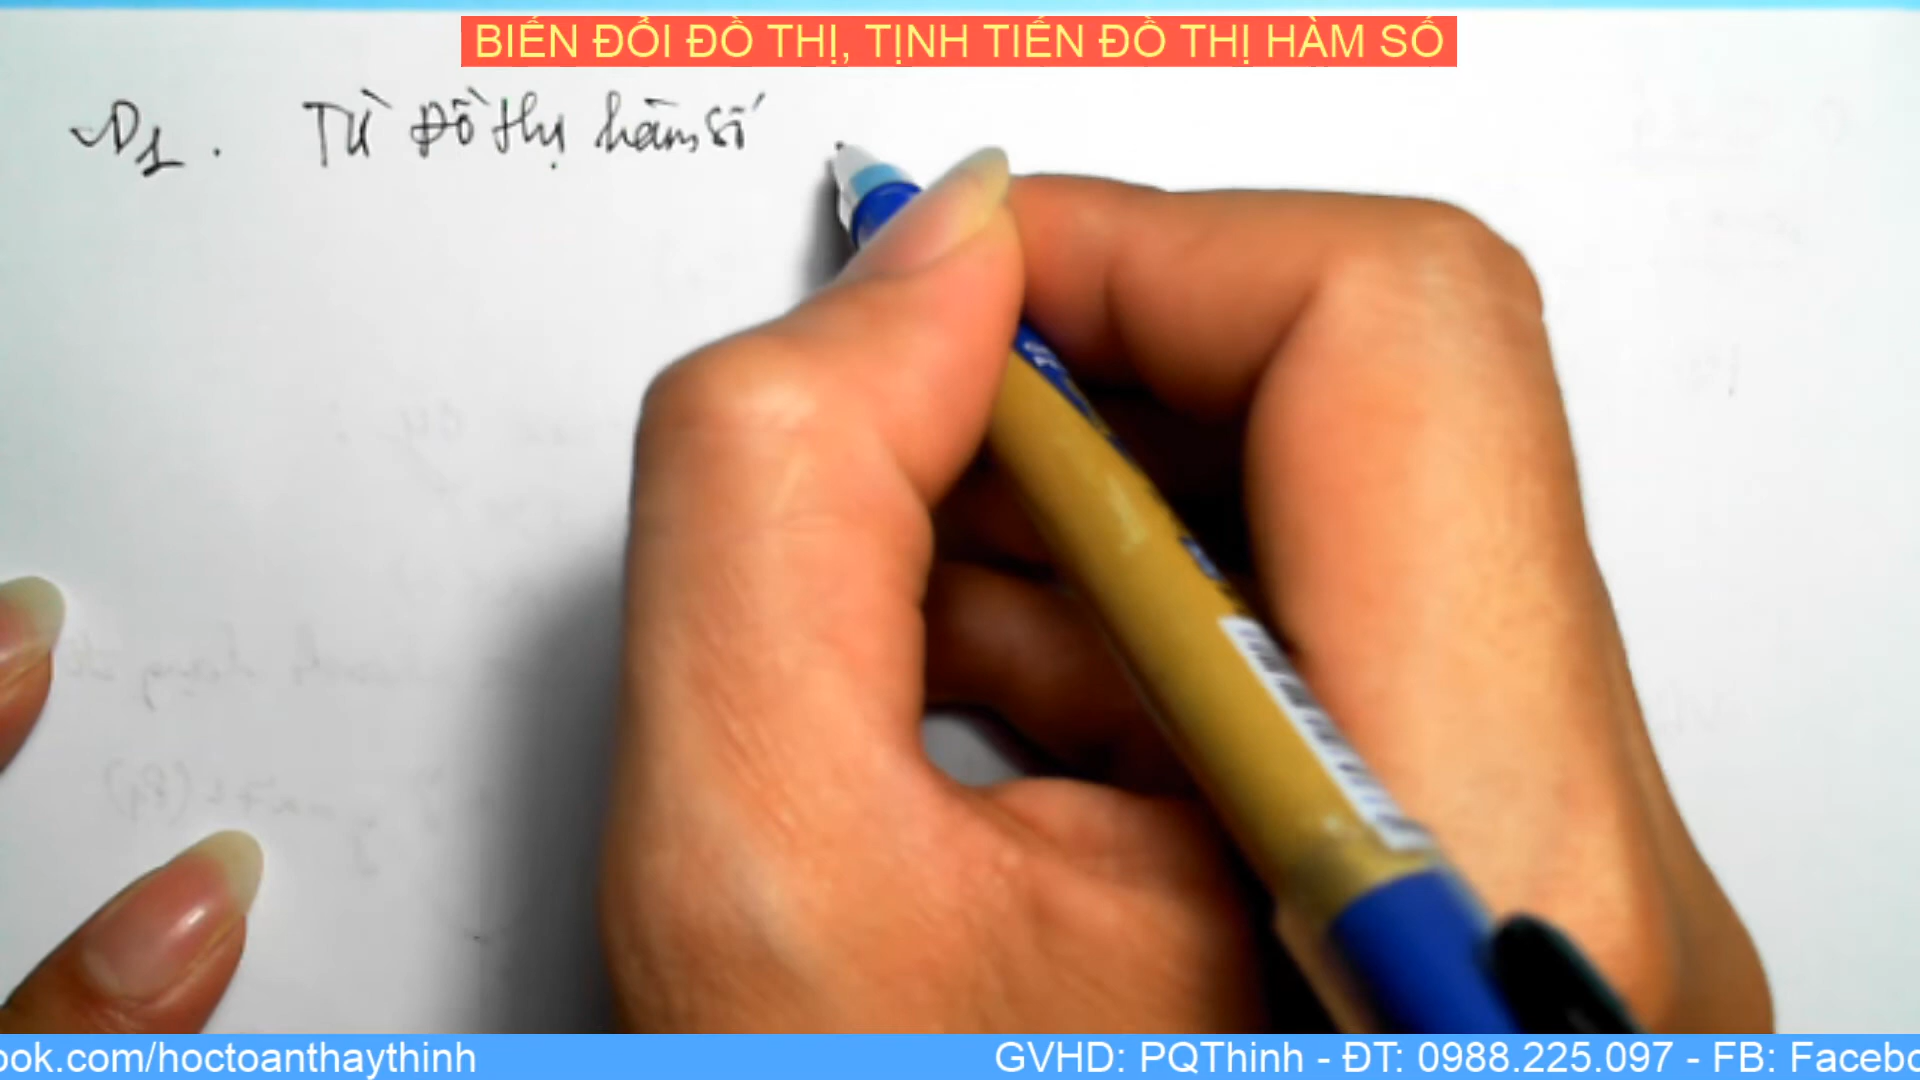 BIẾN ĐỔI ĐỒ THỊ, TỊNH TIẾN ĐỒ THỊ HÀM SỐ
VD1. Từ Đồ thị hàm số
ook.com/hoctoanthaythinh
GVHD: PQThinh - ĐT: 0988.225.097 - FB: Facebo